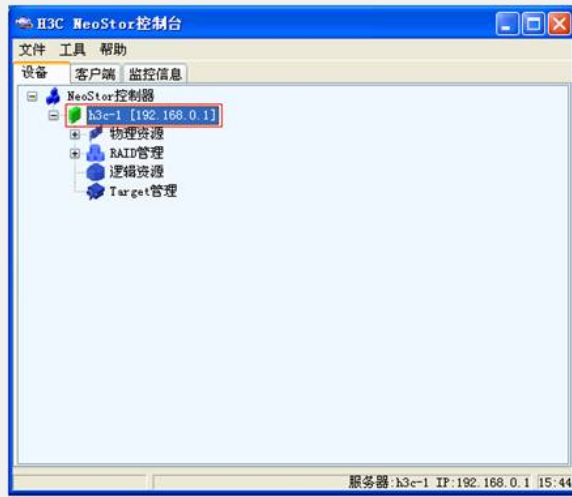 H3C NeoStor控制台
文件 工具 帮助
设备 客户端 监控信息
NeoStor控制器
h3c-1 [192.168.0.1]
物理资源
RAID管理
逻辑资源
Target管理
服务器:h3c-1 IP:192.168.0.1 15:44